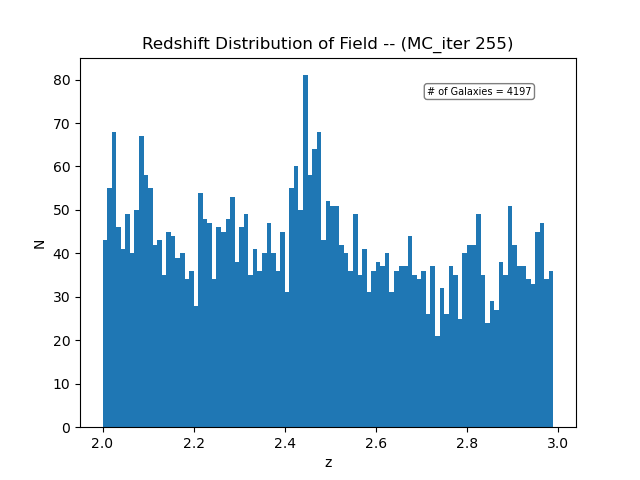 Redshift Distribution of Field -- (MC_iter 255)
# of Galaxies = 4197
N
80
70
60
50
40
30
20
10
0
2.0 2.2 2.4 2.6 2.8 3.0
z